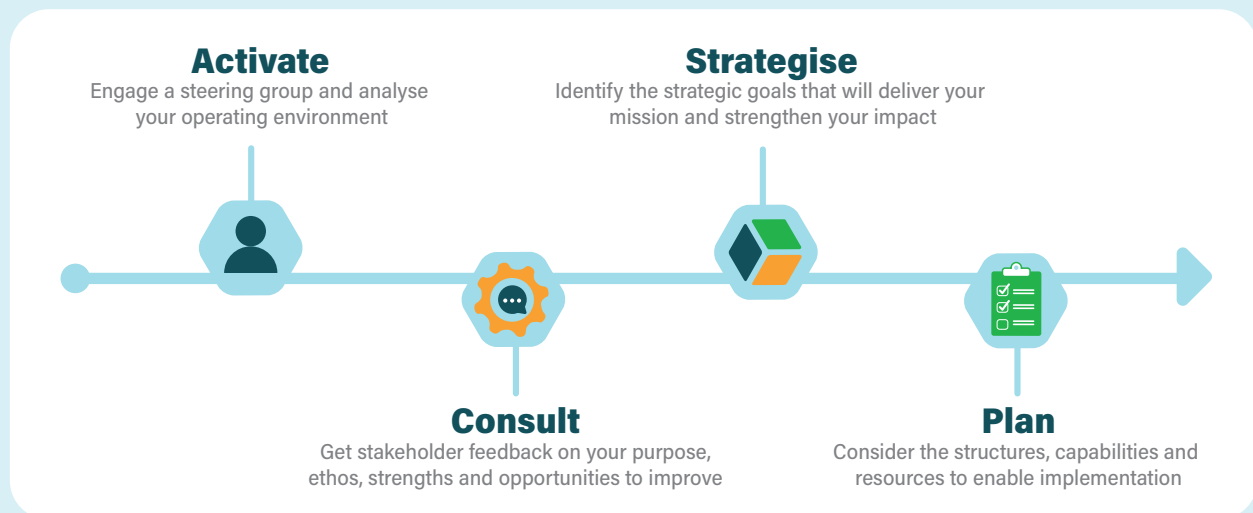 Activate
Engage a steering group and analyse
your operating environment
Consult
Get stakeholder feedback on your purpose,
ethos, strengths and opportunities to improve
Strategise
Identify the strategic goals that will deliver your
mission and strengthen your impact
Plan
Consider the structures, capabilities and
resources to enable implementation